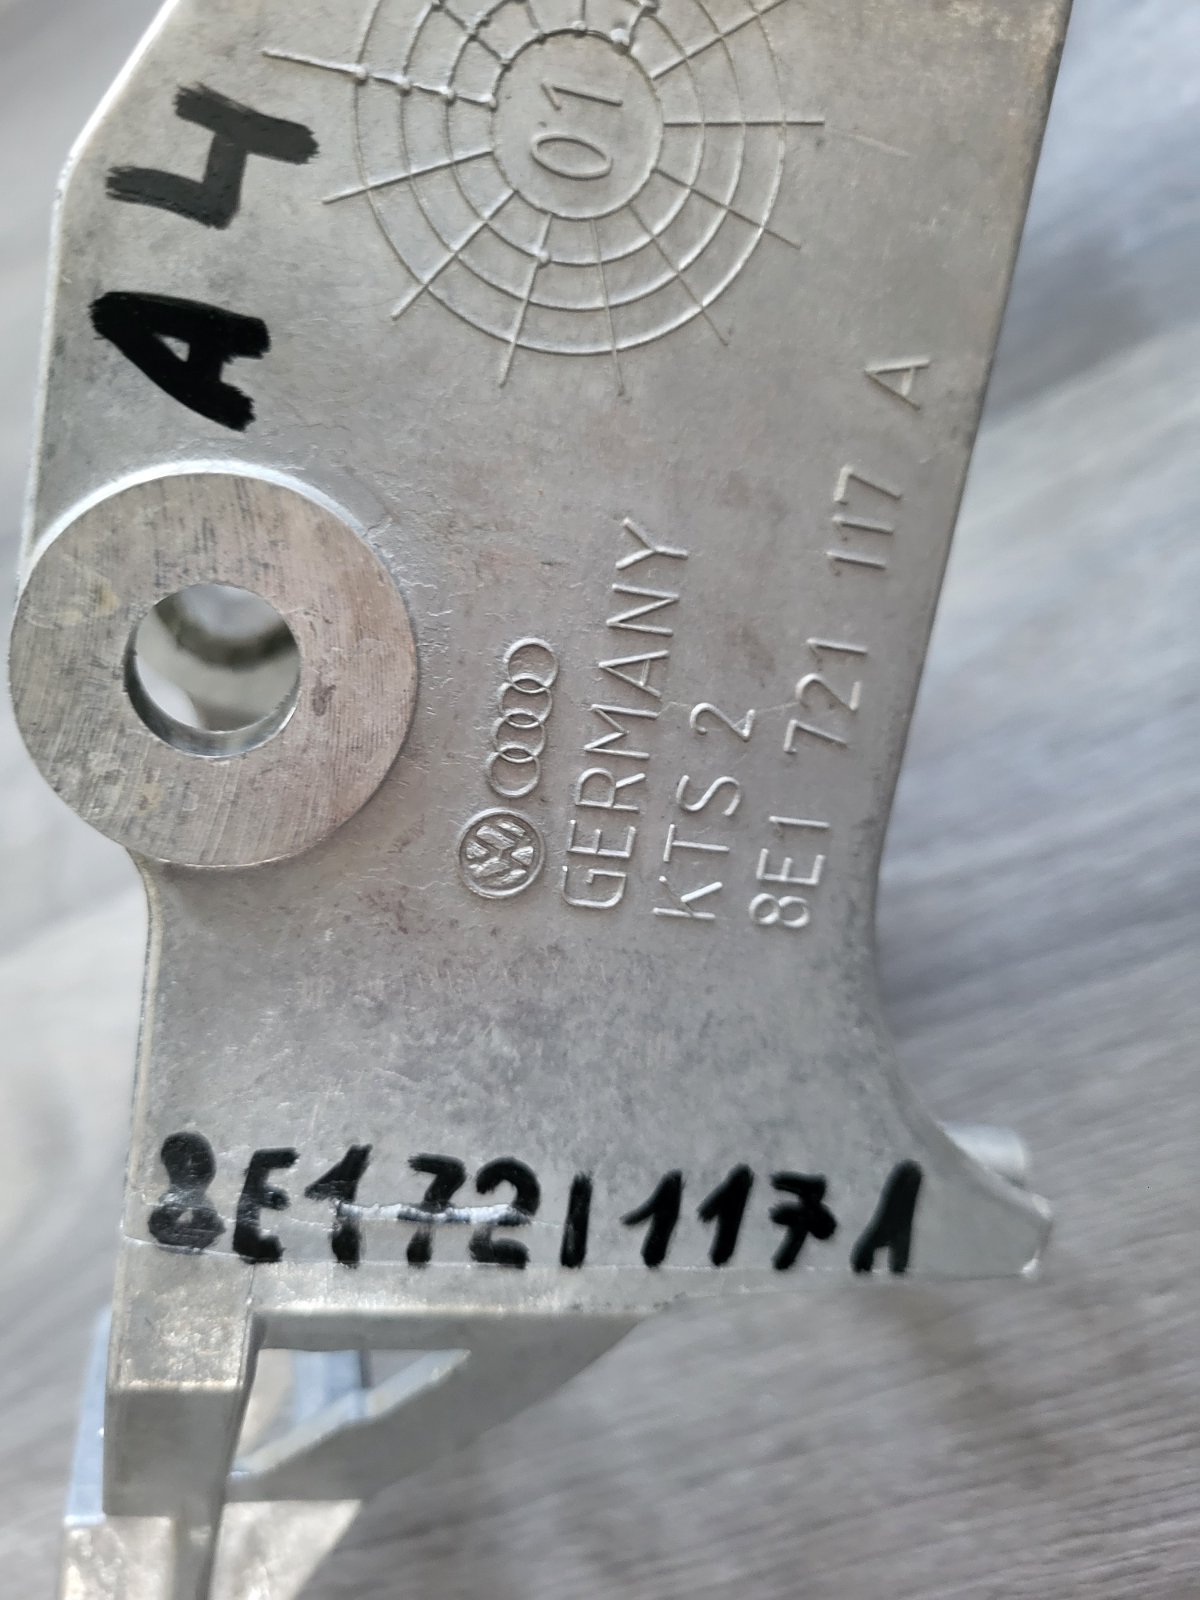 01
A4
GERMANY
KTS 2
8E1 721 117 A
8E1721117A